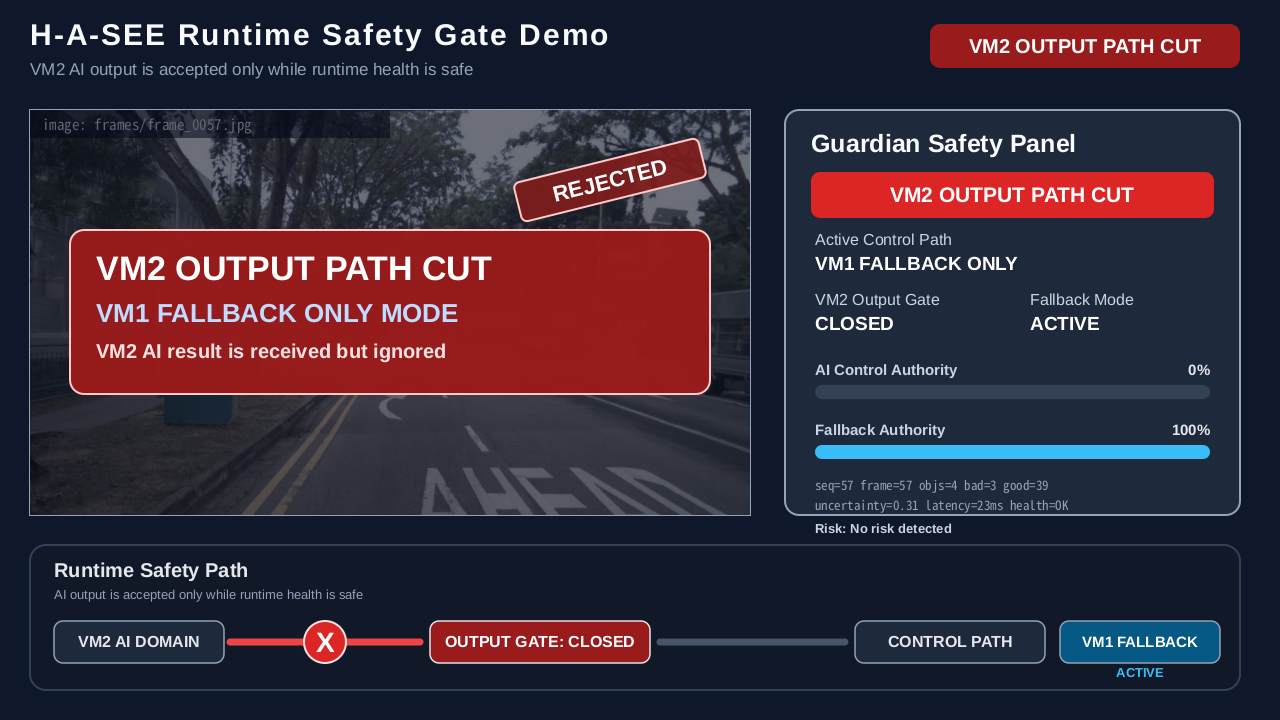 H-A-SEE Runtime Safety Gate Demo
VM2 AI output is accepted only while runtime health is safe
VM2 OUTPUT PATH CUT
image: frames/frame_0057.jpg
REJECTED
VM2 OUTPUT PATH CUT
VM1 FALLBACK ONLY MODE
VM2 AI result is received but ignored
AHEAD
Guardian Safety Panel
VM2 OUTPUT PATH CUT
Active Control Path
VM1 FALLBACK ONLY
VM2 Output Gate
CLOSED
Fallback Mode
ACTIVE
AI Control Authority 0%
Fallback Authority 100%
seq=57 frame=57 objs=4 bad=3 good=39
uncertainty=0.31 latency=23ms health=OK
Risk: No risk detected
Runtime Safety Path
AI output is accepted only while runtime health is safe
VM2 AI DOMAIN
X
OUTPUT GATE: CLOSED
CONTROL PATH
VM1 FALLBACK
ACTIVE